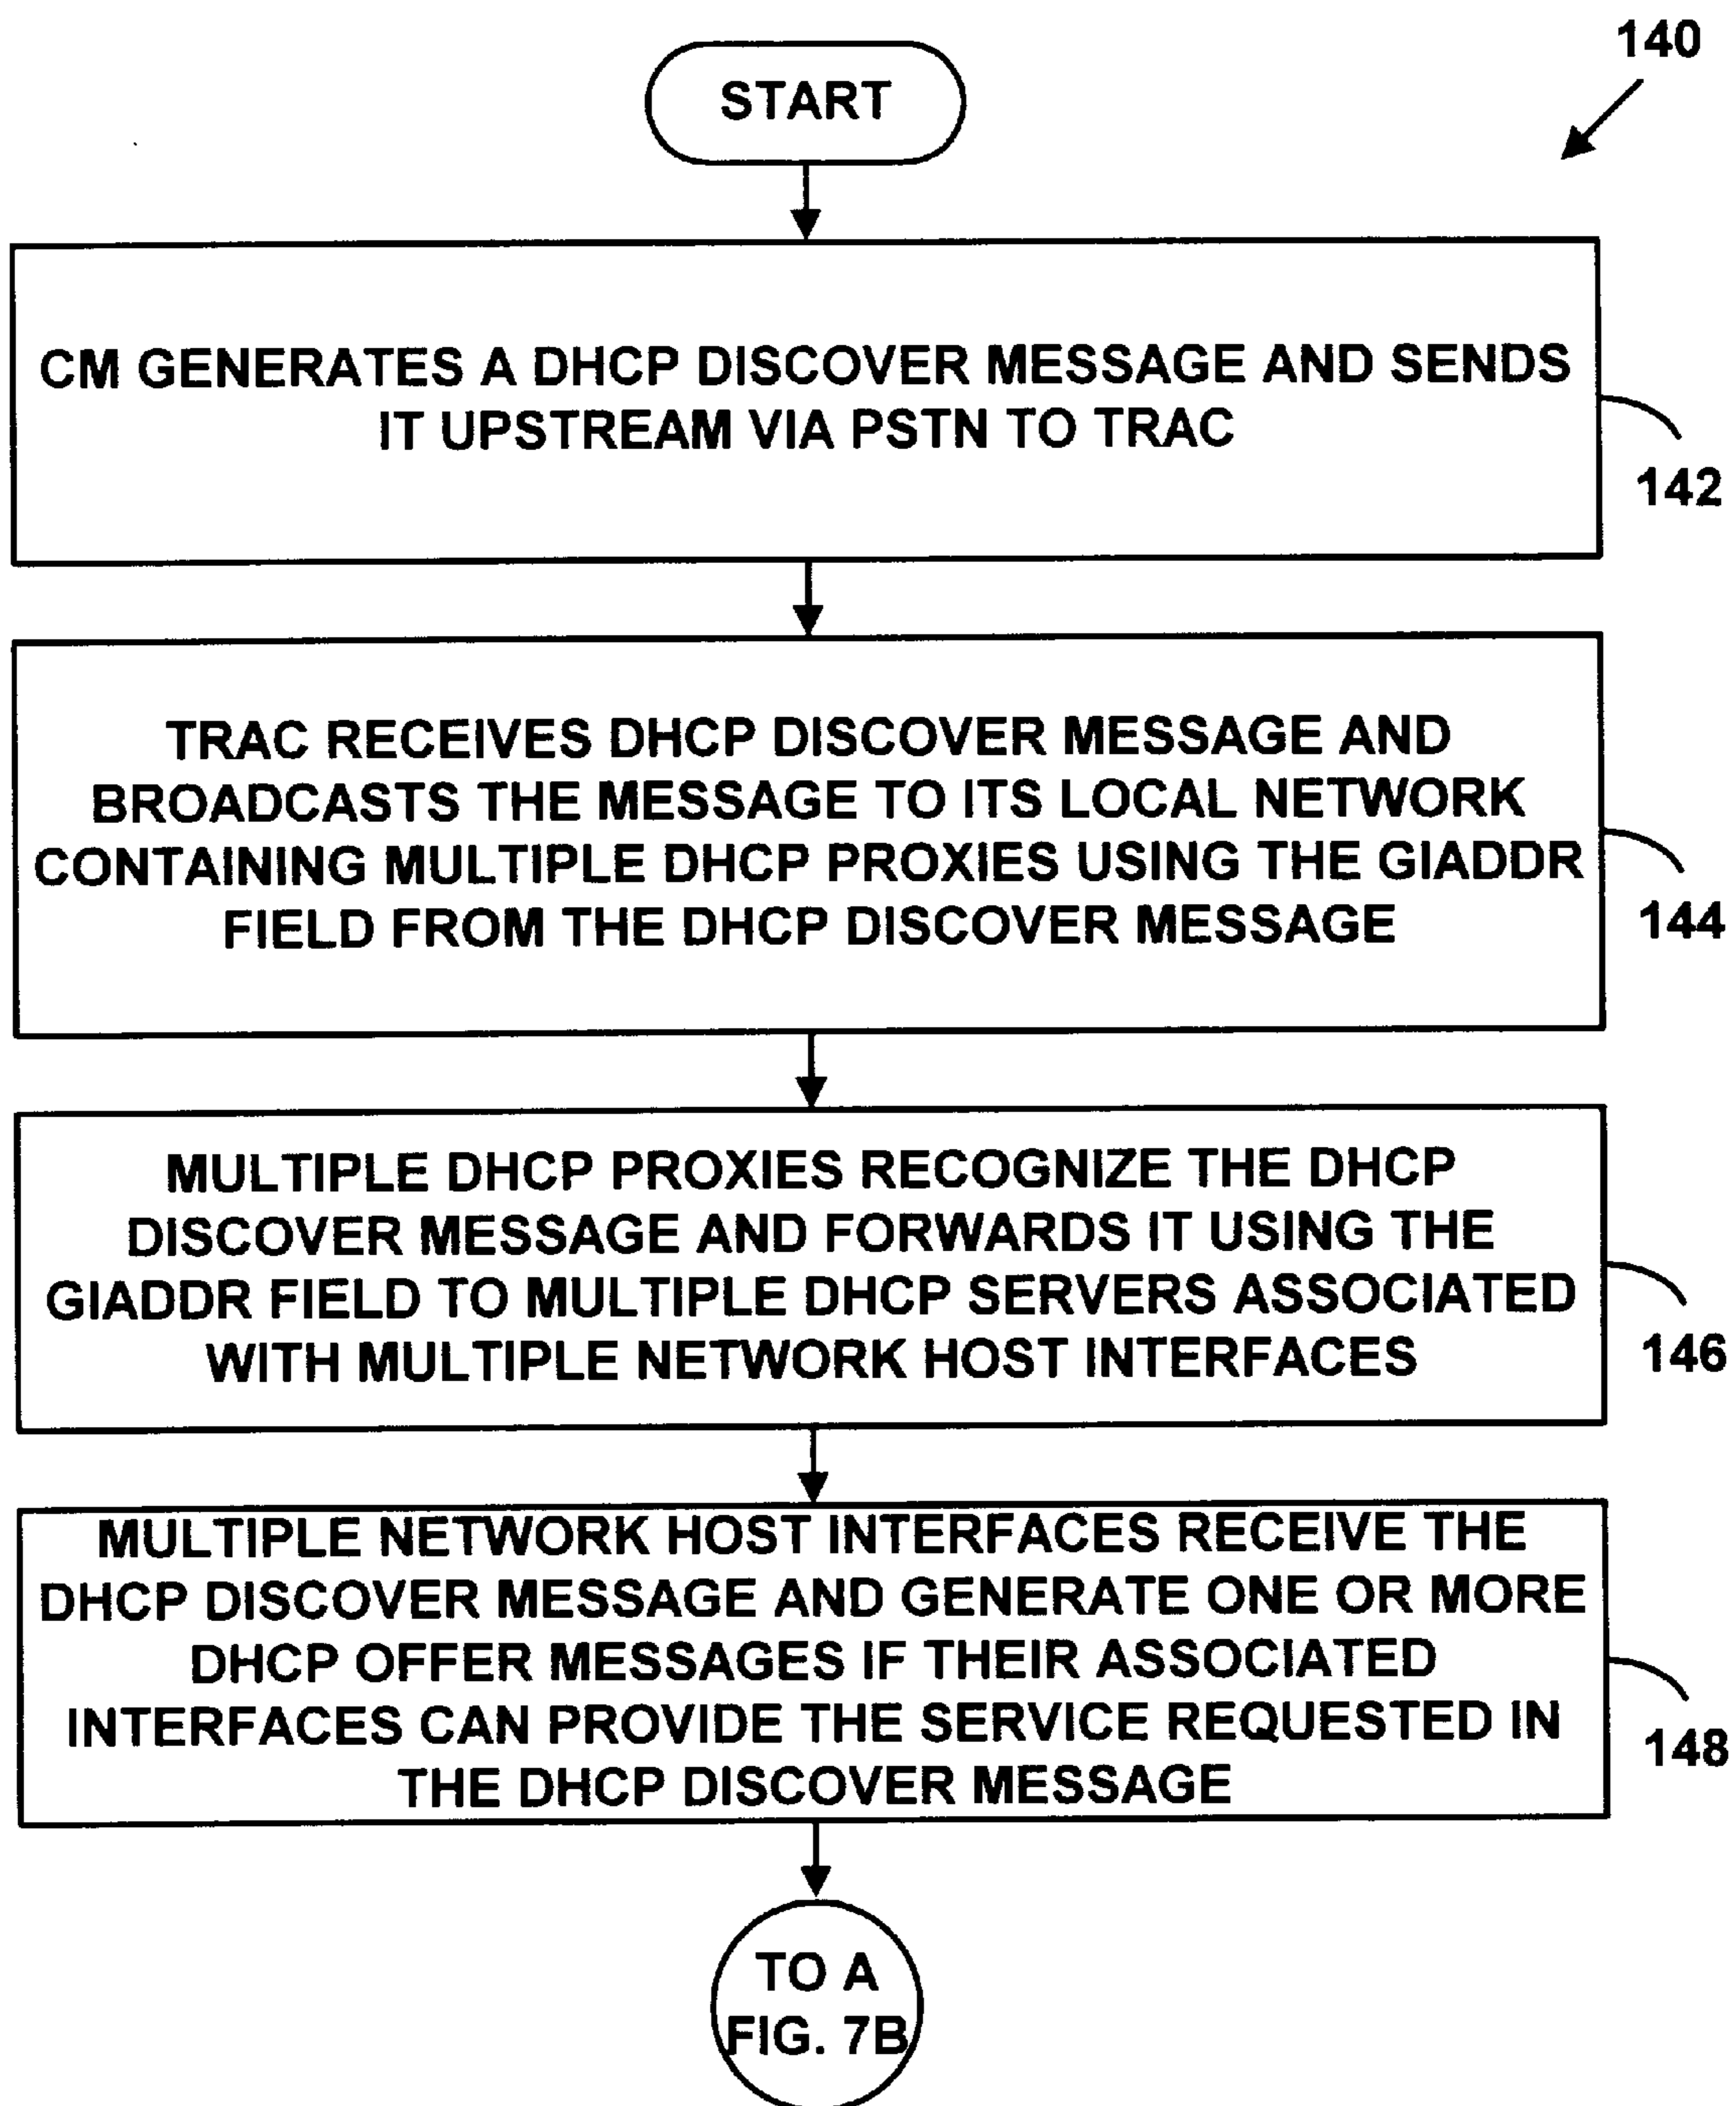 140
START
CM GENERATES A DHCP DISCOVER MESSAGE AND SENDS
IT UPSTREAM VIA PSTN TO TRAC
142
TRAC RECEIVES DHCP DISCOVER MESSAGE AND
BROADCASTS THE MESSAGE TO ITS LOCAL NETWORK
CONTAINING MULTIPLE DHCP PROXIES USING THE GIADDR
FIELD FROM THE DHCP DISCOVER MESSAGE
144
MULTIPLE DHCP PROXIES RECOGNIZE THE DHCP
DISCOVER MESSAGE AND FORWARDS IT USING THE
GIADDR FIELD TO MULTIPLE DHCP SERVERS ASSOCIATED
WITH MULTIPLE NETWORK HOST INTERFACES
146
MULTIPLE NETWORK HOST INTERFACES RECEIVE THE
DHCP DISCOVER MESSAGE AND GENERATE ONE OR MORE
DHCP OFFER MESSAGES IF THEIR ASSOCIATED
INTERFACES CAN PROVIDE THE SERVICE REQUESTED IN
THE DHCP DISCOVER MESSAGE
148
TO A
FIG. 7B